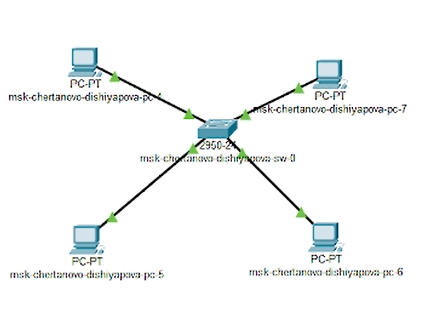 PC-PT
msk-chertanovo-dishiyapova-pc-4
PC-PT
msk-chertanovo-dishiyapova-pc-7
2950-24
msk-chertanovo-dishiyapova-sw-0
PC-PT
msk-chertanovo-dishiyapova-pc-5
PC-PT
msk-chertanovo-dishiyapova-pc-6